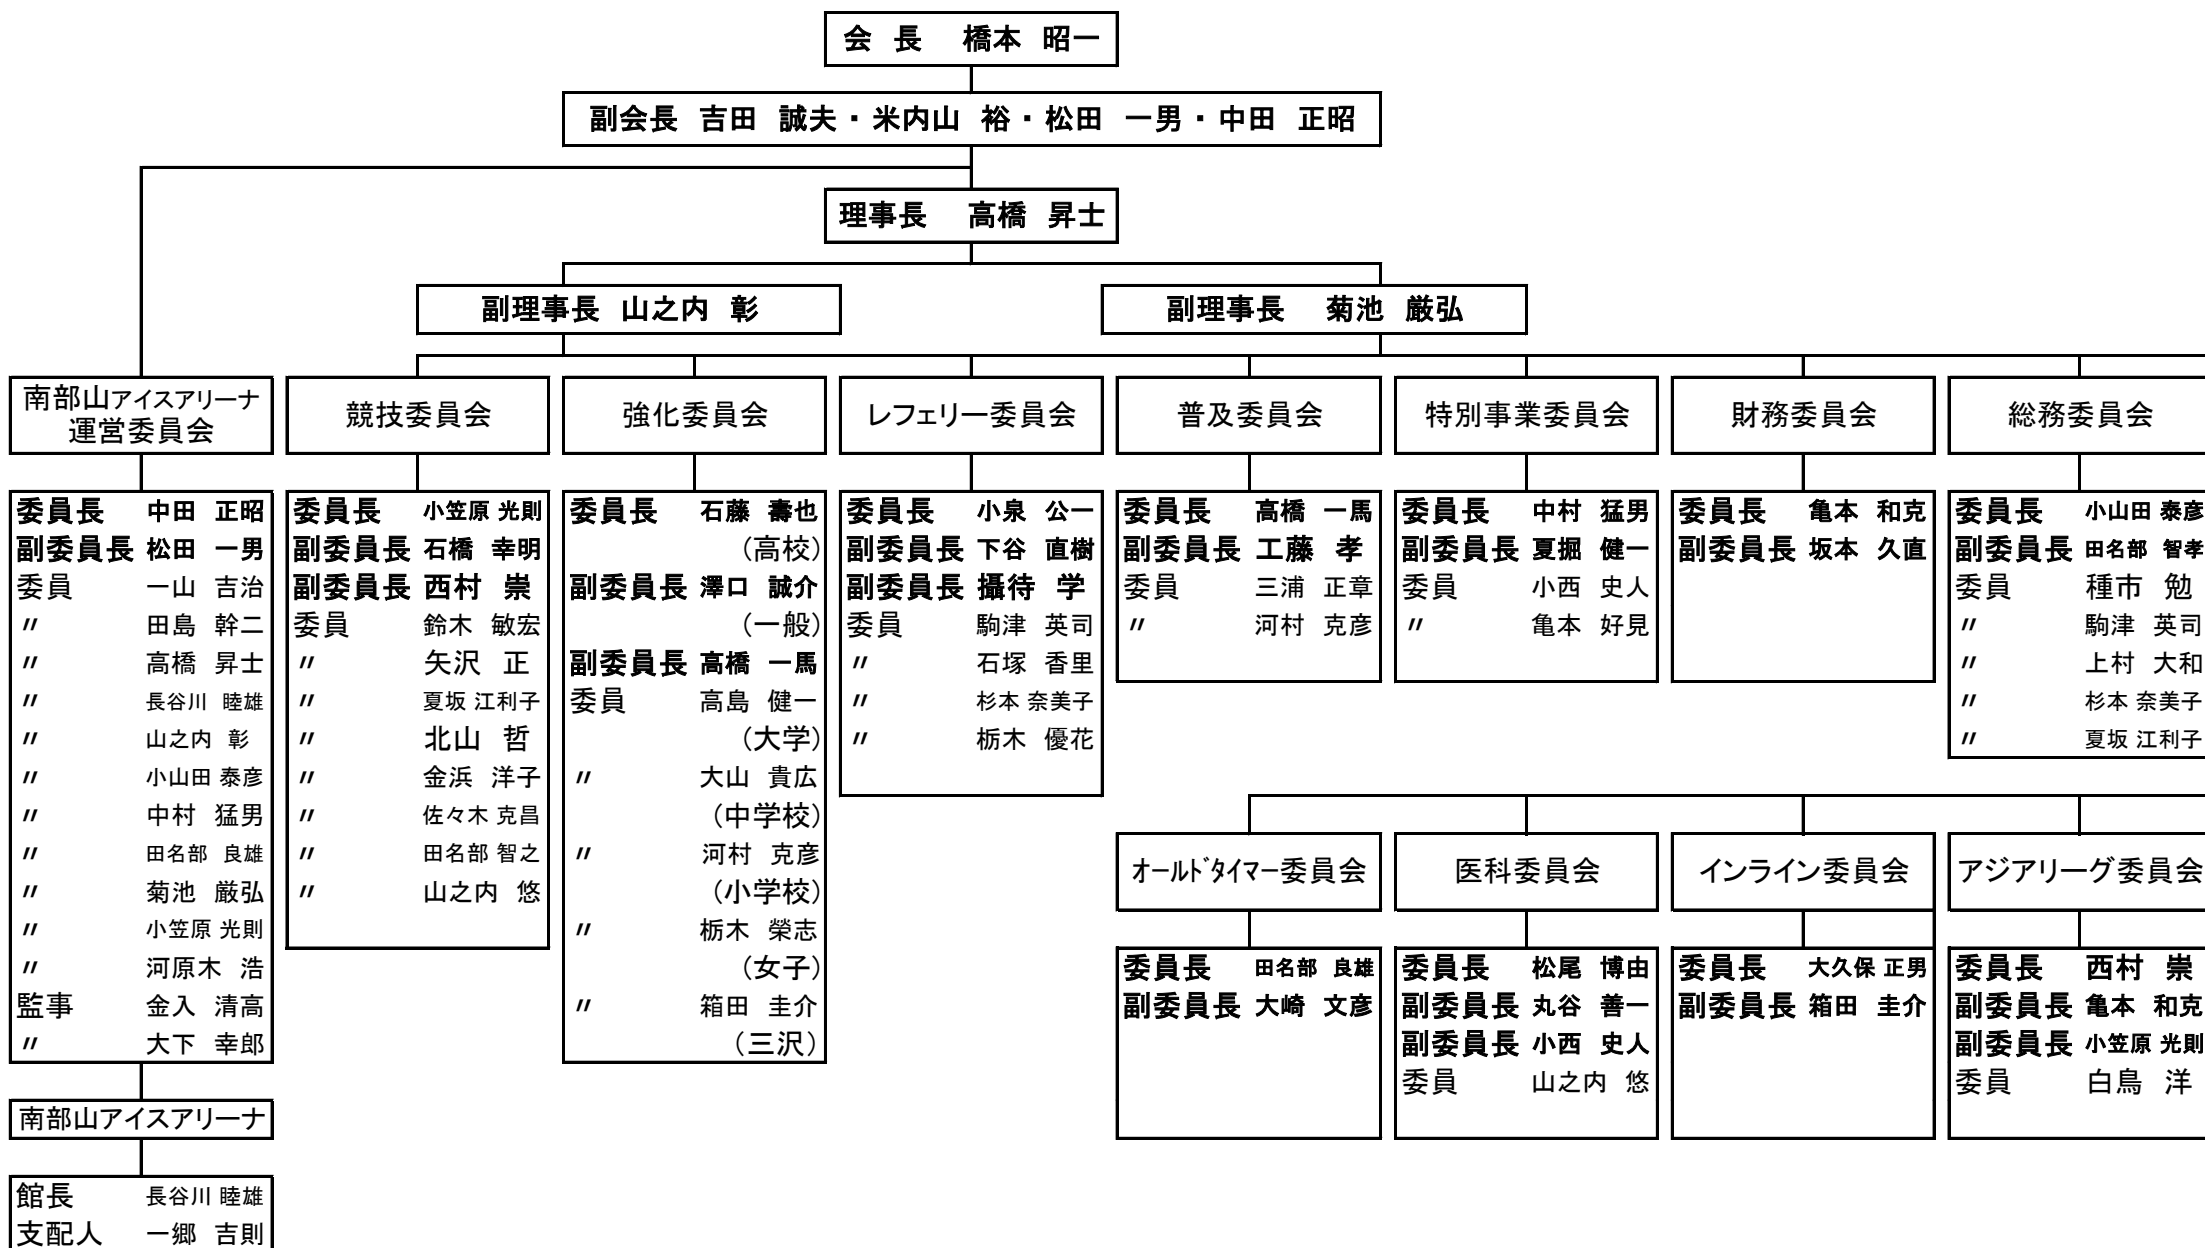 会 長 橋本 昭一
副会長 吉田 誠夫・米内山 裕・松田 一男・中田 正昭
理事長 高橋 昇士
副理事長 山之内 彰
副理事長 菊池 厳弘
南部山アイスアリーナ
運営委員会
委員長 中田 正昭
副委員長 松田 一男
委員 一山 吉治
〃 田島 幹二
〃 高橋 昇士
〃 長谷川 睦雄
〃 山之内 彰
〃 小山田 泰彦
〃 中村 猛男
〃 田名部 良雄
〃 菊池 厳弘
〃 小笠原 光則
〃 河原木 浩
監事 金入 清高
〃 大下 幸郎
南部山アイスアリーナ
館長 長谷川 睦雄
支配人 一郷 吉則
競技委員会
委員長 小笠原 光則
副委員長 石橋 幸明
副委員長 西村 崇
委員 鈴木 敏宏
〃 矢沢 正
〃 夏坂 江利子
〃 北山 哲
〃 金浜 洋子
〃 佐々木 克昌
〃 田名部 智之
〃 山之内 悠
強化委員会
委員長 石藤 壽也
（高校）
副委員長 澤口 誠介
（一般）
副委員長 高橋 一馬
委員 高島 健一
（大学）
〃 大山 貴広
（中学校）
〃 河村 克彦
（小学校）
〃 栃木 榮志
（女子）
〃 箱田 圭介
（三沢）
レフェリー委員会
委員長 小泉 公一
副委員長 下谷 直樹
副委員長 攝待 学
委員 駒津 英司
〃 石塚 香里
〃 杉本 奈美子
〃 栃木 優花
普及委員会
委員長 高橋 一馬
副委員長 工藤 孝
委員 三浦 正章
〃 河村 克彦
特別事業委員会
委員長 中村 猛男
副委員長 夏掘 健一
委員 小西 史人
〃 亀本 好見
財務委員会
委員長 亀本 和克
副委員長 坂本 久直
総務委員会
委員長 小山田 泰彦
副委員長 田名部 智孝
委員 種市 勉
〃 駒津 英司
〃 上村 大和
〃 杉本 奈美子
〃 夏坂 江利子
オールドタイマー委員会
委員長 田名部 良雄
副委員長 大崎 文彦
医科委員会
委員長 松尾 博由
副委員長 丸谷 善一
副委員長 小西 史人
委員 山之内 悠
インライン委員会
委員長 大久保 正男
副委員長 箱田 圭介
アジアリーグ委員会
委員長 西村 崇
副委員長 亀本 和克
副委員長 小笠原 光則
委員 白鳥 洋